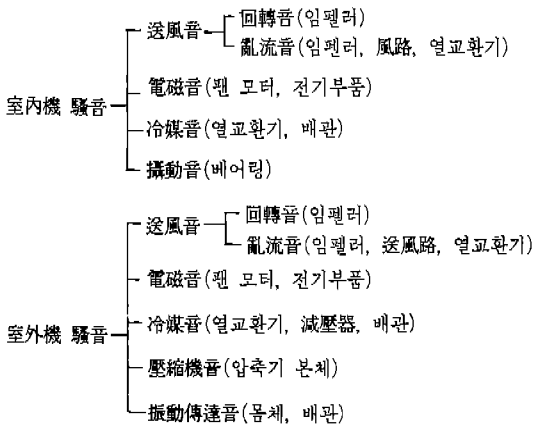 回轉音(임펠러)
送風音
亂流音(임펠러, 風路, 열교환기)
電磁音(팬 모터, 전기부품)
室內機 騷音
冷媒音(열교환기, 배관)
攝動音(베어링)
回轉音(임펠러)
送風音
亂流音(임펠러, 送風路, 열교환기)
電磁音(팬 모터, 전기부품)
冷媒音(열교환기, 減壓器, 배관)
室外機 騷音
壓縮機音(압축기 본체)
振動傳達音(몸체, 배관)